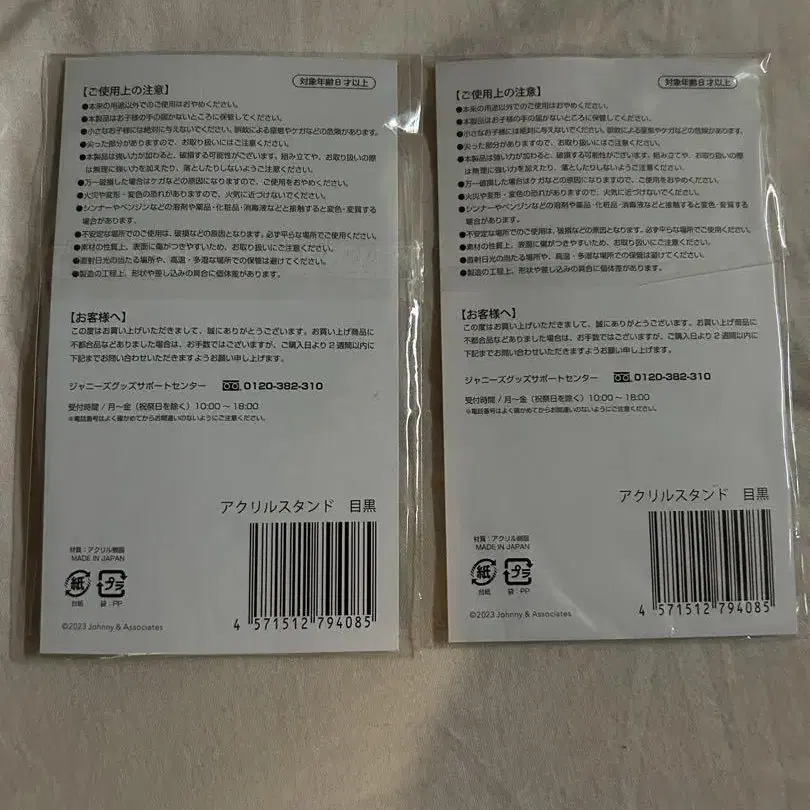 【ご使用上の注意】
対象年齢8才以上
●本来の用途以外でのご使用はおやめください。
●本製品はお子様の手の届かないところに保管してください。
●小さなお子様には絶対に与えないでください。誤飲による窒息やケガなどの危険があります。
●尖った部分がありますので、お取り扱いにはご注意ください。
●本製品は強い力が加わると、破損する可能性がございます。組み立てや、お取り扱いの際
は無理に強い力を加えたり、落としたりしないようご注意ください。
●万一破損した場合はケガなどの原因になりますので、ご使用をおやめください。
●火災や変形・変色の恐れがありますので、火気に近づけないでください。
●シンナーやベンジンなどの溶剤や薬品・化粧品・消毒液などと接触すると変色・変質する
場合があります。
●不安定な場所でのご使用は、破損などの原因となります。必ず平らな場所でご使用ください。
●素材の性質上、表面に傷がつきやすいため、お取り扱いにご注意ください。
●直射日光の当たる場所や、高温・多湿な場所での保管は避けてください。
●製造の工程上、形状や差し込みの具合に個体差があります。
【お客様へ】
この度はお買い上げいただきまして、誠にありがとうございます。お買い上げ商品に
不都合品などありました場合は、お手数ではございますが、ご購入日より2週間以内に
下記までお問い合わせいただきますようお願い申し上げます。
ジャニーズグッズサポートセンター 0120-382-310
受付時間 / 月～金（祝祭日を除く）10:00～18:00
※電話番号はよく確かめてからお間違いのないようにご注意ください。
アクリルスタンド 目黒
材質：アクリル樹脂
MADE IN JAPAN
紙 プラ
台紙 袋：PP
4 571512 794085
©2023 Johnny & Associates
【ご使用上の注意】
対象年齢8才以上
●本来の用途以外でのご使用はおやめください。
●本製品はお子様の手の届かないところに保管してください。
●小さなお子様には絶対に与えないでください。誤飲による窒息やケガなどの危険があります。
●尖った部分がありますので、お取り扱いにはご注意ください。
●本製品は強い力が加わると、破損する可能性がございます。組み立てや、お取り扱いの際
は無理に強い力を加えたり、落としたりしないようご注意ください。
●万一破損した場合はケガなどの原因になりますので、ご使用をおやめください。
●火災や変形・変色の恐れがありますので、火気に近づけないでください。
●シンナーやベンジンなどの溶剤や薬品・化粧品・消毒液などと接触すると変色・変質する
場合があります。
●不安定な場所でのご使用は、破損などの原因となります。必ず平らな場所でご使用ください。
●素材の性質上、表面に傷がつきやすいため、お取り扱いにご注意ください。
●直射日光の当たる場所や、高温・多湿な場所での保管は避けてください。
●製造の工程上、形状や差し込みの具合に個体差があります。
【お客様へ】
この度はお買い上げいただきまして、誠にありがとうございます。お買い上げ商品に
不都合品などありました場合は、お手数ではございますが、ご購入日より2週間以内に
下記までお問い合わせいただきますようお願い申し上げます。
ジャニーズグッズサポートセンター 0120-382-310
受付時間 / 月～金（祝祭日を除く）10:00～18:00
※電話番号はよく確かめてからお間違いのないようにご注意ください。
アクリルスタンド 目黒
材質：アクリル樹脂
MADE IN JAPAN
紙 プラ
台紙 袋：PP
4 571512 794085
©2023 Johnny & Associates